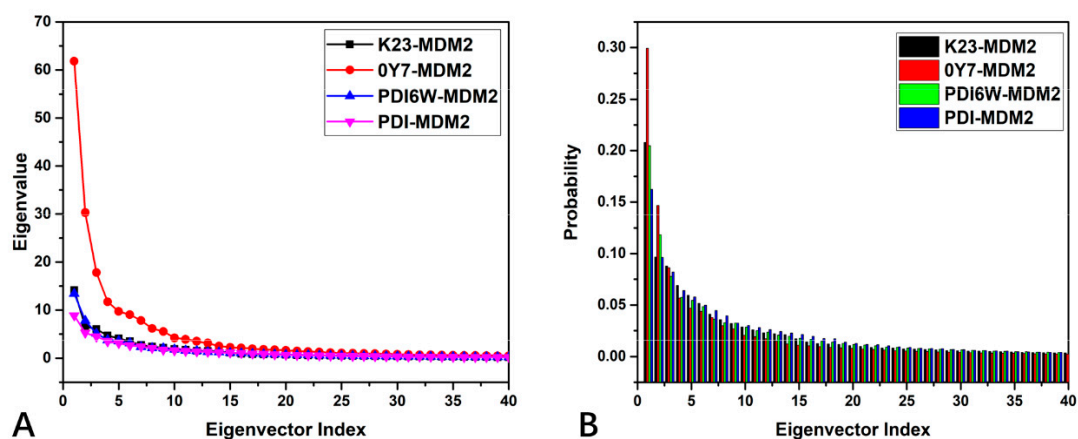 70
60
50
40
30
20
10
0
Eigenvalue
0 5 10 15 20 25 30 35 40
Eigenvector Index
K23-MDM2
0Y7-MDM2
PDI6W-MDM2
PDI-MDM2
A
0.30
0.25
0.20
0.15
0.10
0.05
0.00
Probability
0 5 10 15 20 25 30 35 40
Eigenvector Index
K23-MDM2
0Y7-MDM2
PDI6W-MDM2
PDI-MDM2
B